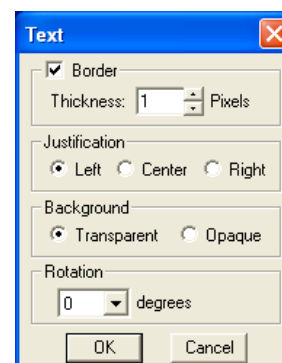 Text
Border
Thickness: 1 Pixels
Justification
Left Center Right
Background
Transparent Opaque
Rotation
0 degrees
OK Cancel